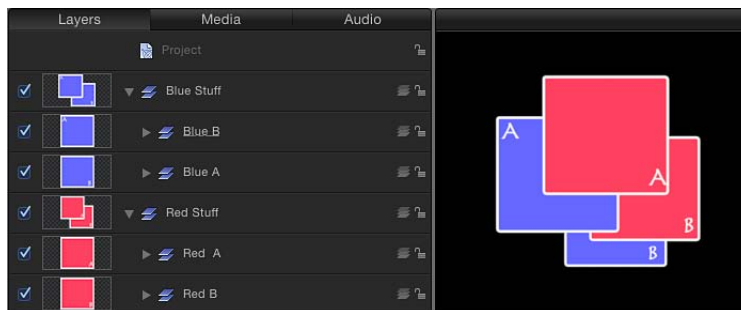 Layers Media Audio
Project
Blue Stuff
Blue B
Blue A
Red Stuff
Red A
Red B
A
A
B
B